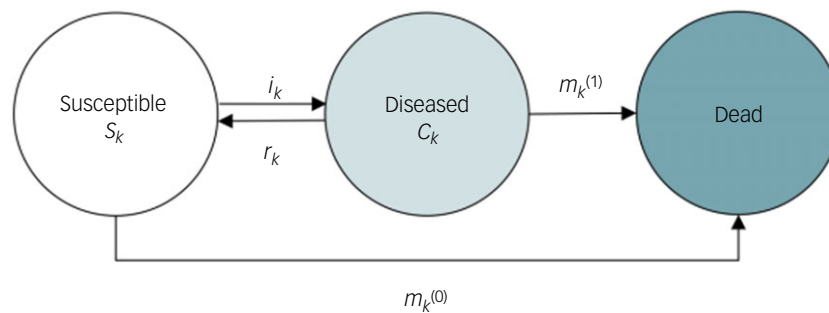 Susceptible
S_k
i_k
r_k
Diseased
C_k
m_k^(1)
Dead
m_k^(0)